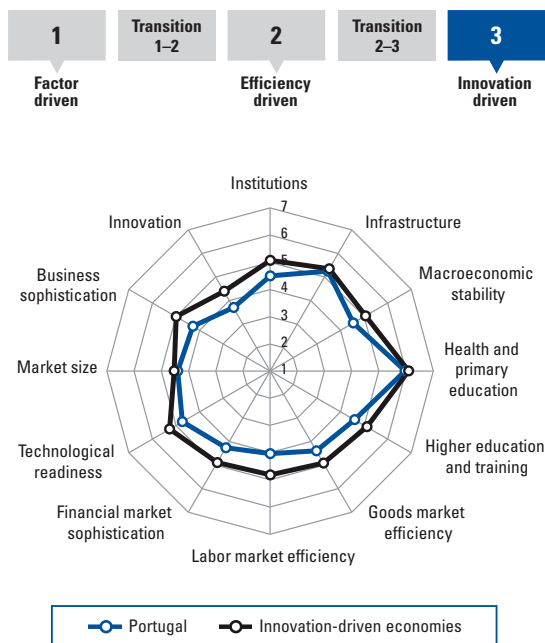 1
Transition
1–2
2
Transition
2–3
3
Factor
driven
Efficiency
driven
Innovation
driven
Institutions
Infrastructure
Macroeconomic
stability
Health and
primary
education
Higher education
and training
Goods market
efficiency
Labor market efficiency
Financial market
sophistication
Technological
readiness
Market size
Business
sophistication
Innovation
7
6
5
4
3
2
1
Portugal
Innovation-driven economies